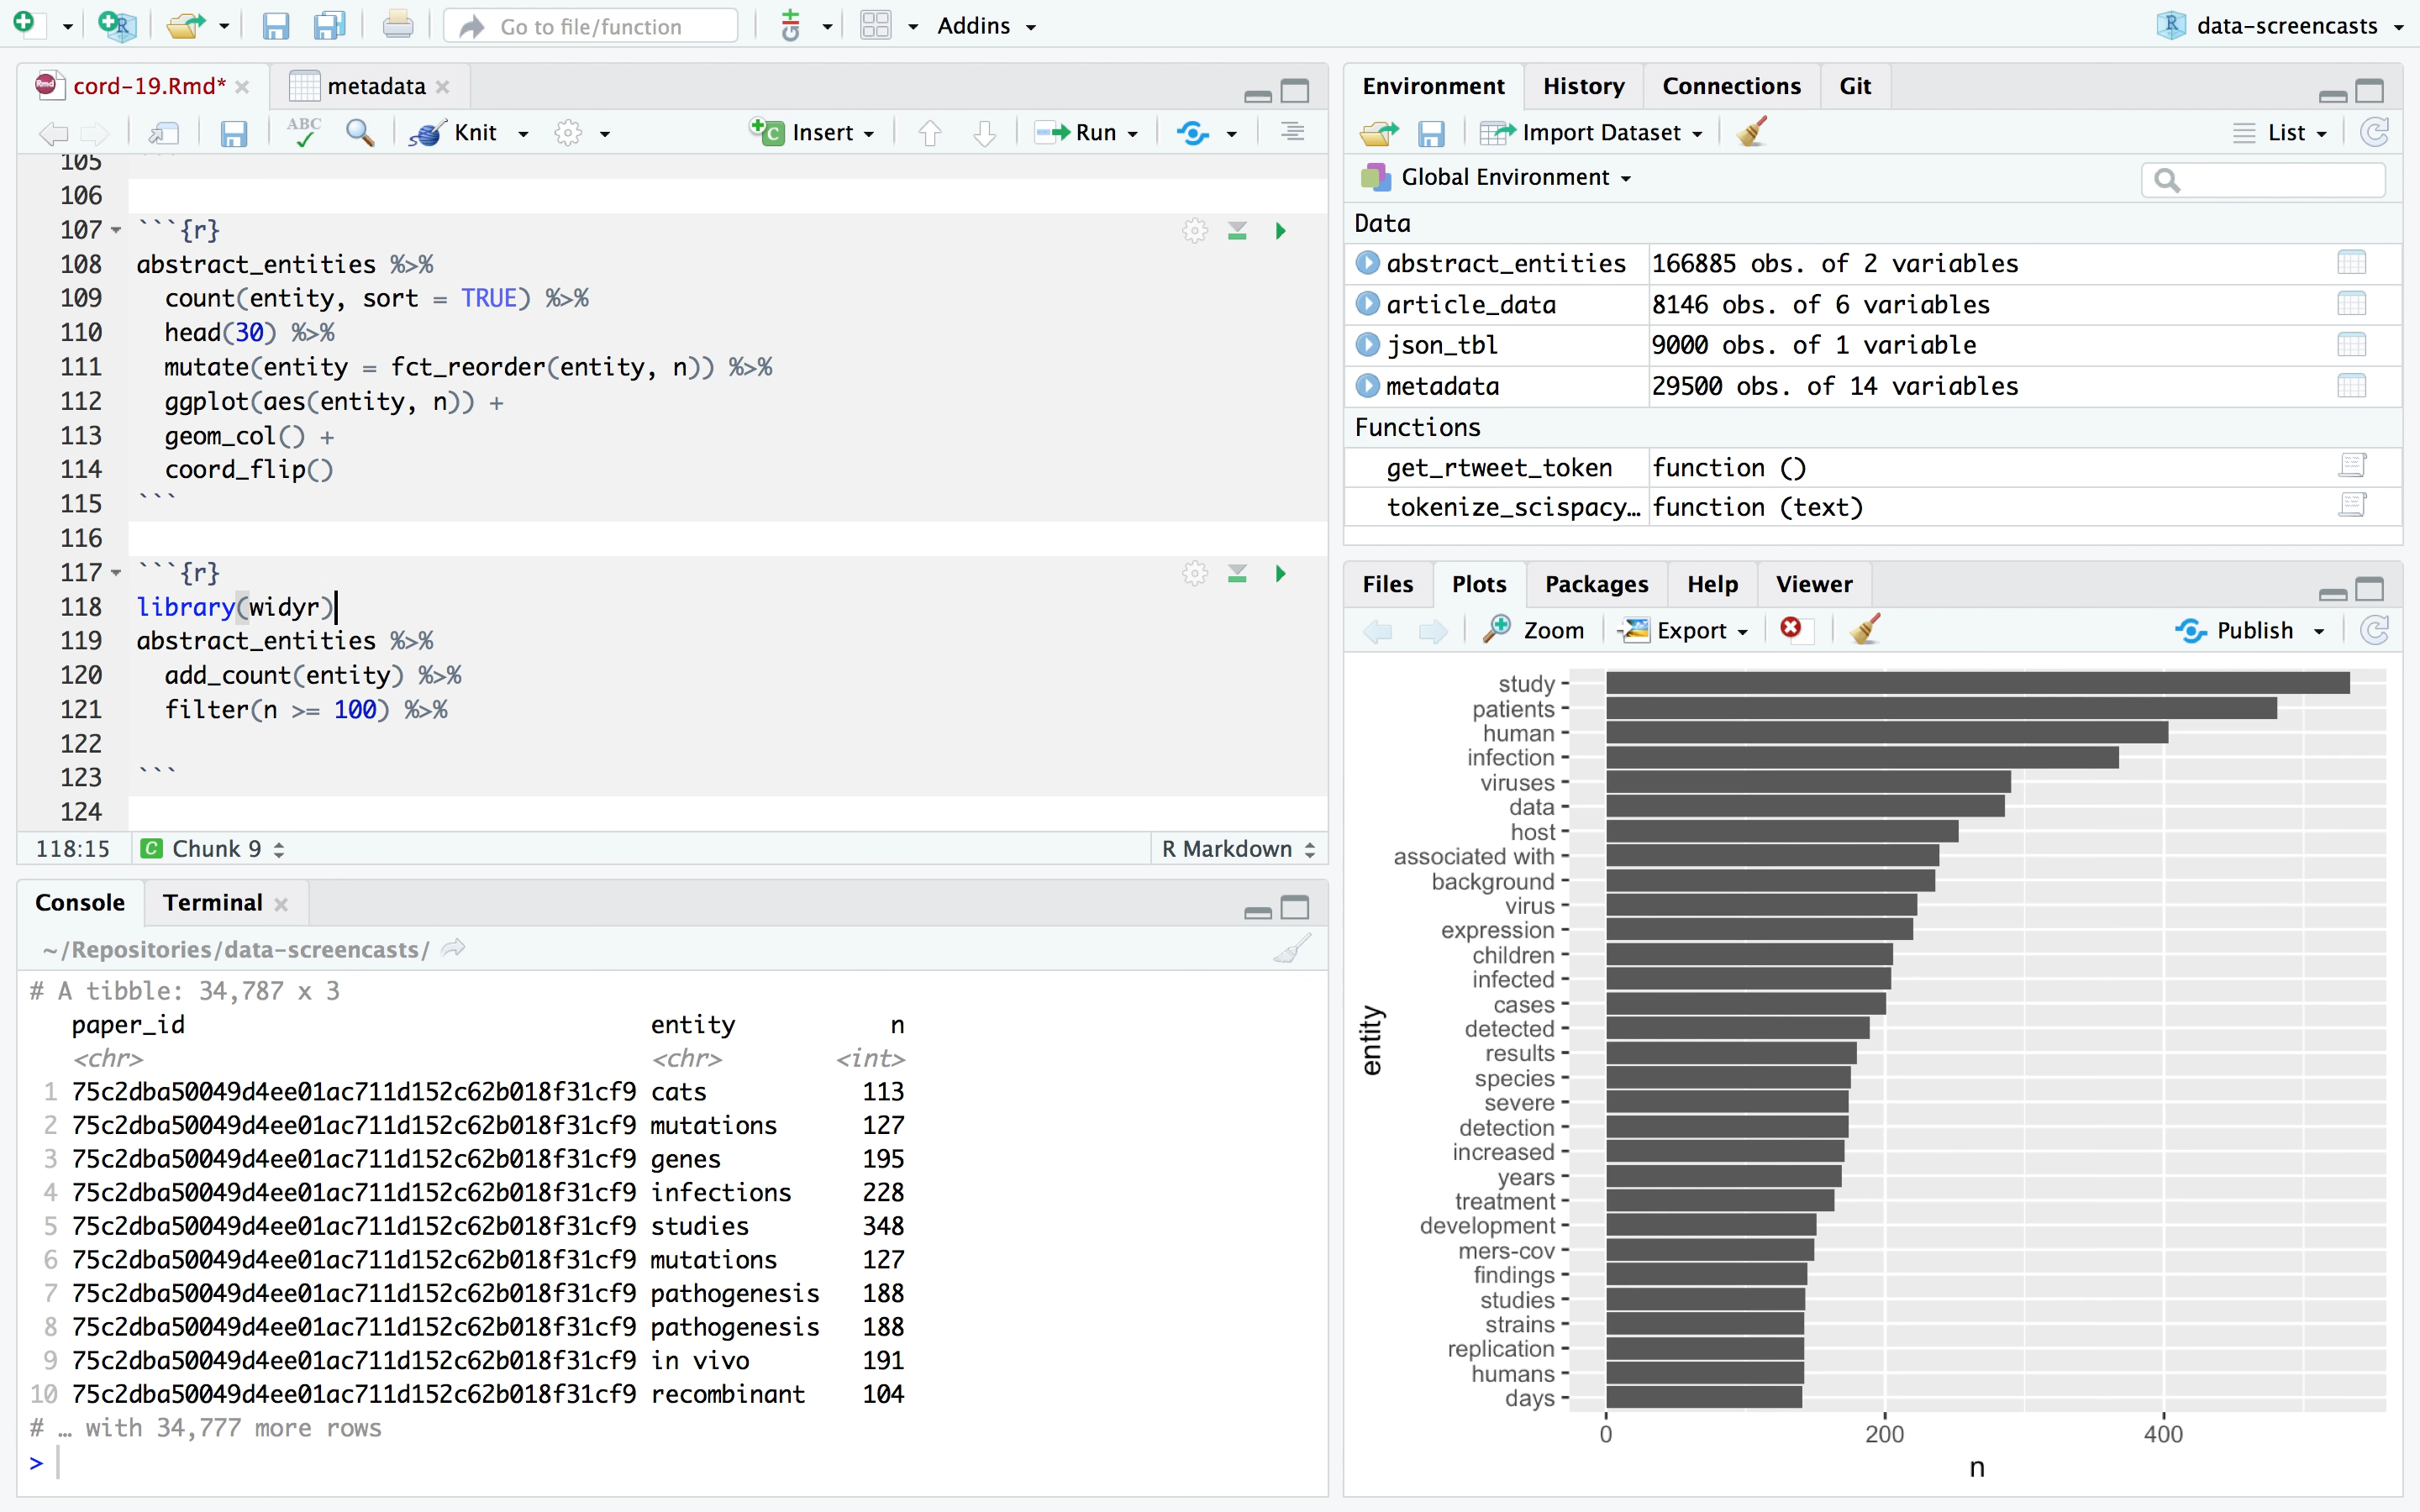 Go to file/function
Addins
data-screencasts
cord-19.Rmd*
metadata
ABC
Knit
Insert
Run
105 ```
106
107 ```{r}
108 abstract_entities %>%
109 count(entity, sort = TRUE) %>%
110 head(30) %>%
111 mutate(entity = fct_reorder(entity, n)) %>%
112 ggplot(aes(entity, n)) +
113 geom_col() +
114 coord_flip()
115 ```
116
117 ```{r}
118 library(widyr)
119 abstract_entities %>%
120 add_count(entity) %>%
121 filter(n >= 100) %>%
122
123 ```
124
118:15 C Chunk 9 R Markdown
Console Terminal
~/Repositories/data-screencasts/
# A tibble: 34,787 x 3
paper_id entity n
<chr> <chr> <int>
1 75c2dba50049d4ee01ac711d152c62b018f31cf9 cats 113
2 75c2dba50049d4ee01ac711d152c62b018f31cf9 mutations 127
3 75c2dba50049d4ee01ac711d152c62b018f31cf9 genes 195
4 75c2dba50049d4ee01ac711d152c62b018f31cf9 infections 228
5 75c2dba50049d4ee01ac711d152c62b018f31cf9 studies 348
6 75c2dba50049d4ee01ac711d152c62b018f31cf9 mutations 127
7 75c2dba50049d4ee01ac711d152c62b018f31cf9 pathogenesis 188
8 75c2dba50049d4ee01ac711d152c62b018f31cf9 pathogenesis 188
9 75c2dba50049d4ee01ac711d152c62b018f31cf9 in vivo 191
10 75c2dba50049d4ee01ac711d152c62b018f31cf9 recombinant 104
# … with 34,777 more rows
>
Environment History Connections Git
Import Dataset List
Global Environment
Data
abstract_entities 166885 obs. of 2 variables
article_data 8146 obs. of 6 variables
json_tbl 9000 obs. of 1 variable
metadata 29500 obs. of 14 variables
Functions
get_rtweet_token function ()
tokenize_scispacy… function (text)
Files Plots Packages Help Viewer
Zoom Export Publish
study
patients
human
infection
viruses
data
host
associated with
background
virus
expression
children
infected
cases
detected
results
species
severe
detection
increased
years
treatment
development
mers-cov
findings
studies
strains
replication
humans
days
entity
0 200 400
n